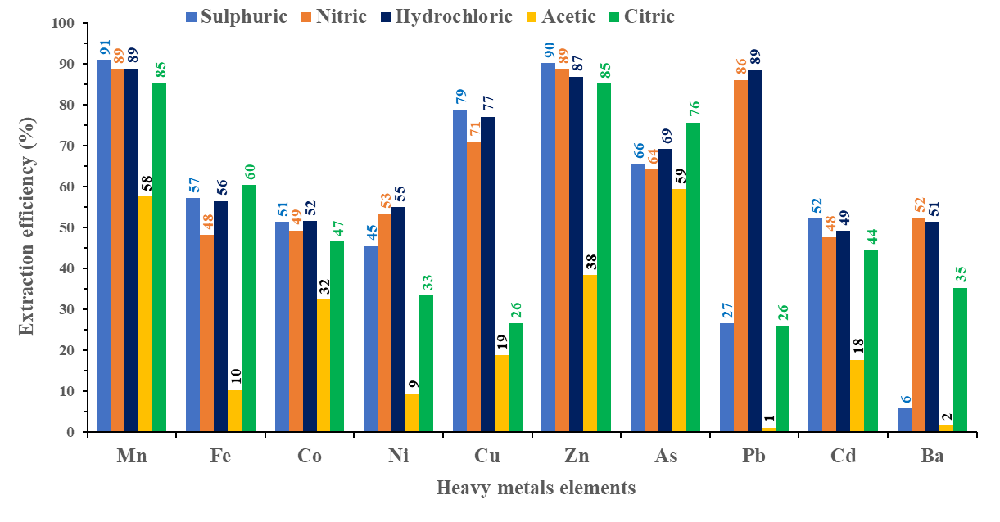 Sulphuric Nitric Hydrochloric Acetic Citric
Extraction efficiency (%)
100
90
80
70
60
50
40
30
20
10
0
91 89 89 58 85
57 48 56 10 60
51 49 52 32 47
45 53 55 9 33
79 71 77 19 26
90 89 87 38 85
66 64 69 59 76
27 86 89 1 26
52 48 49 18 44
6 52 51 2 35
Mn Fe Co Ni Cu Zn As Pb Cd Ba
Heavy metals elements